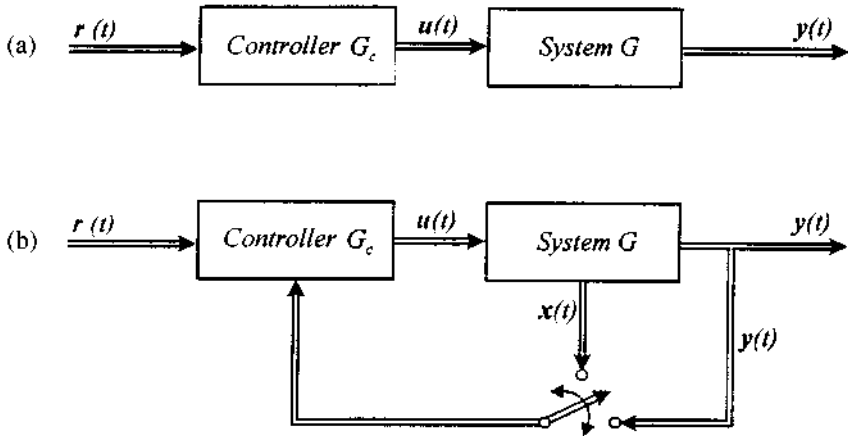 (a) r (t) Controller G_c u(t) System G y(t)
(b) r (t) Controller G_c u(t) System G y(t)
x(t) y(t)